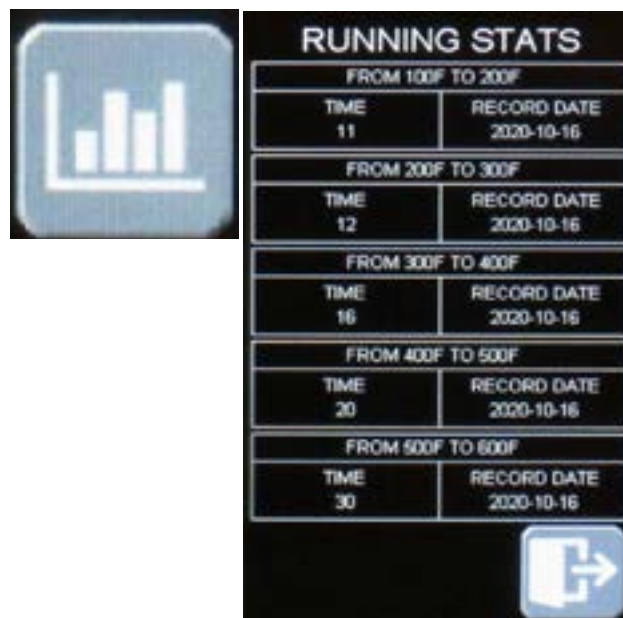 RUNNING STATS
FROM 100F TO 200F
TIME RECORD DATE
11 2020-10-16
FROM 200F TO 300F
TIME RECORD DATE
12 2020-10-16
FROM 300F TO 400F
TIME RECORD DATE
16 2020-10-16
FROM 400F TO 500F
TIME RECORD DATE
20 2020-10-16
FROM 500F TO 600F
TIME RECORD DATE
30 2020-10-16